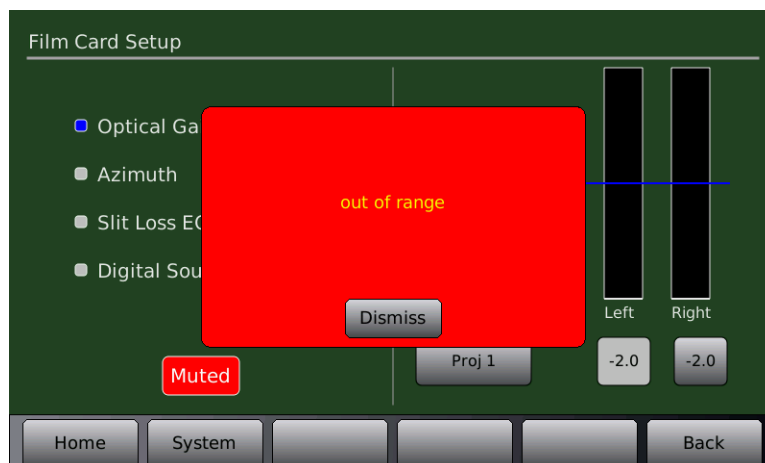 Film Card Setup
Optical Ga
Azimuth
Slit Loss
Digital Sou
out of range
Dismiss
Left Right
Proj 1
-2.0 -2.0
Muted
Home System Back